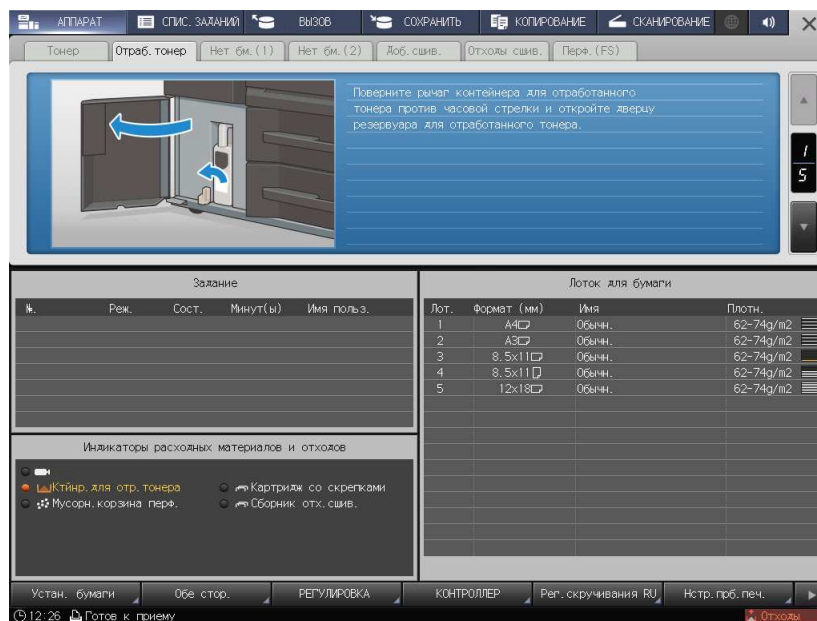 АППАРАТ СПИС. ЗАДАНИЙ ВЫЗОВ СОХРАНИТЬ КОПИРОВАНИЕ СКАНИРОВАНИЕ
Тонер Отраб. тонер Нет бм.(1) Нет бм.(2) Доб. сшив. Отходы сшив. Перф.(FS)
Поверните рычаг контейнера для отработанного
тонера против часовой стрелки и откройте дверцу
резервуара для отработанного тонера.
1
5
Задание
№. Реж. Сост. Минут(ы) Имя польз.
Индикаторы расходных материалов и отходов
Ктйнр. для отр. тонера Картридж со скрепками
Мусорн. корзина перф. Сборник отх. сшив.
Лоток для бумаги
Лот. Формат (мм) Имя Плотн.
1 A4 Обычн. 62-74g/m2
2 A3 Обычн. 62-74g/m2
3 8.5x11 Обычн. 62-74g/m2
4 8.5x11 Обычн. 62-74g/m2
5 12x18 Обычн. 62-74g/m2
Устан. бумаги Обе стор. РЕГУЛИРОВКА КОНТРОЛЛЕР Рег. скручивания RU Нстр. прб. печ.
12:26 Готов к приему Отходы